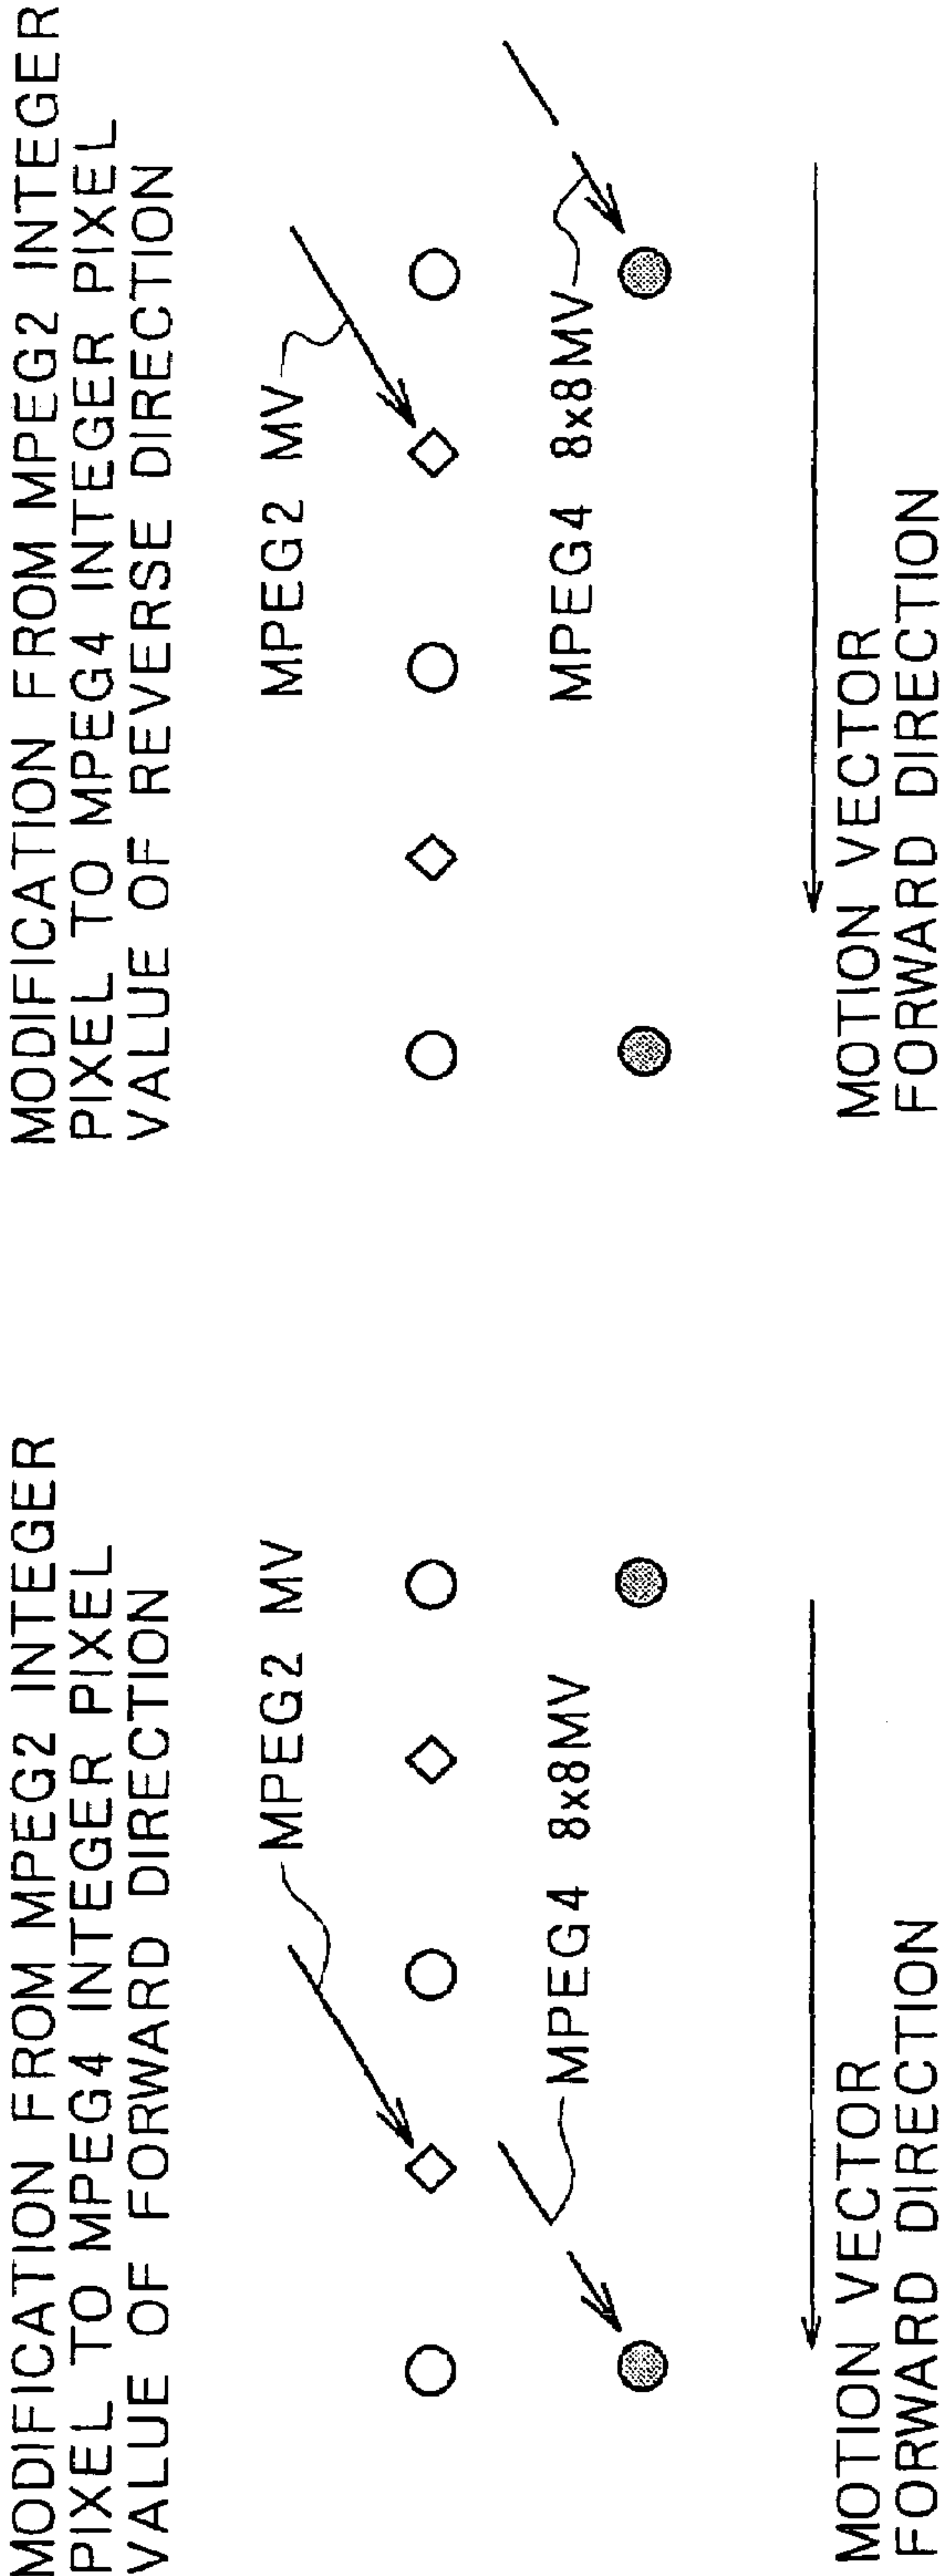 MODIFICATION FROM MPEG2 INTEGER
PIXEL TO MPEG4 INTEGER PIXEL
VALUE OF FORWARD DIRECTION
MPEG2 MV
MPEG4 8x8MV
MOTION VECTOR
FORWARD DIRECTION
MODIFICATION FROM MPEG2 INTEGER
PIXEL TO MPEG4 INTEGER PIXEL
VALUE OF REVERSE DIRECTION
MPEG2 MV
MPEG4 8x8MV
MOTION VECTOR
FORWARD DIRECTION